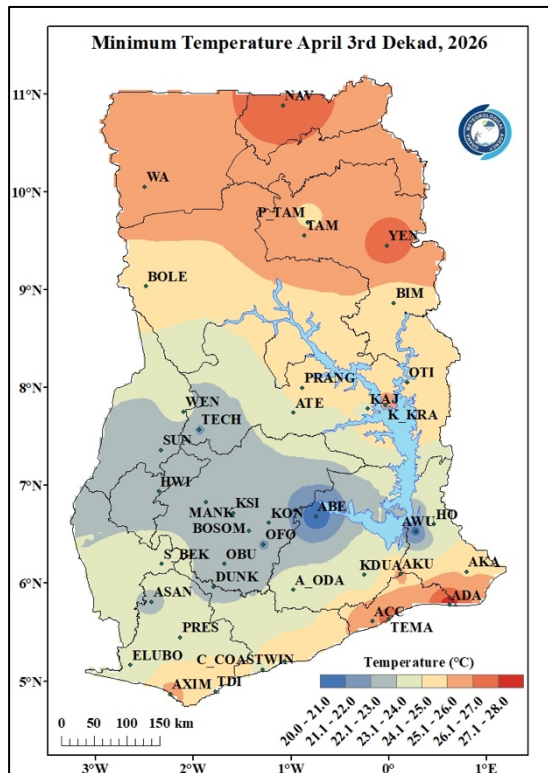 Minimum Temperature April 3rd Dekad, 2026
11°N
NAV
10°N
WA
P_TAM
TAM
YEN
9°N
BOLE
BIM
8°N
PRANG
OTI
WEN
ATE
KAJ
K_KRA
TECH
SUN
7°N
HWI
MANK
KSI
KON
ABE
BOSOM
OFO
AWU
HO
6°N
S_BEK
OBU
DUNK
A_ODA
KDUA
AKU
AKA
ASAN
ADA
ACC
TEMA
PRES
ELUBO
C_COAST
WIN
5°N
AXIM
TDI
Temperature (°C)
20.0 - 21.0
21.1 - 22.0
22.1 - 23.0
23.1 - 24.0
24.1 - 25.0
25.1 - 26.0
26.1 - 27.0
27.1 - 28.0
0 50 100 150 km
3°W 2°W 1°W 0° 1°E